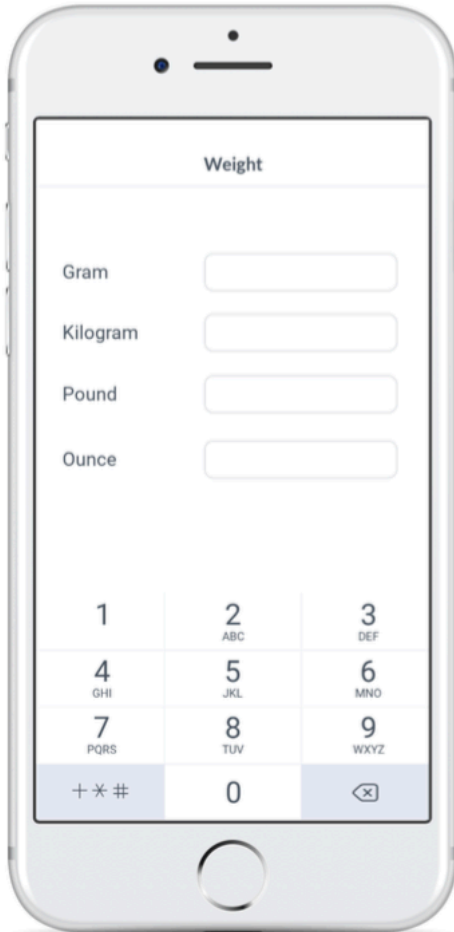 Weight
Gram
Kilogram
Pound
Ounce
1 2 3
ABC DEF
4 5 6
GHI JKL MNO
7 8 9
PQRS TUV WXYZ
+*# 0